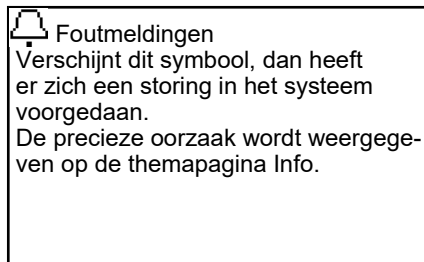 Foutmeldingen
Verschijnt dit symbool, dan heeft
er zich een storing in het systeem
voorgedaan.
De precieze oorzaak wordt weergege-
ven op de themapagina Info.